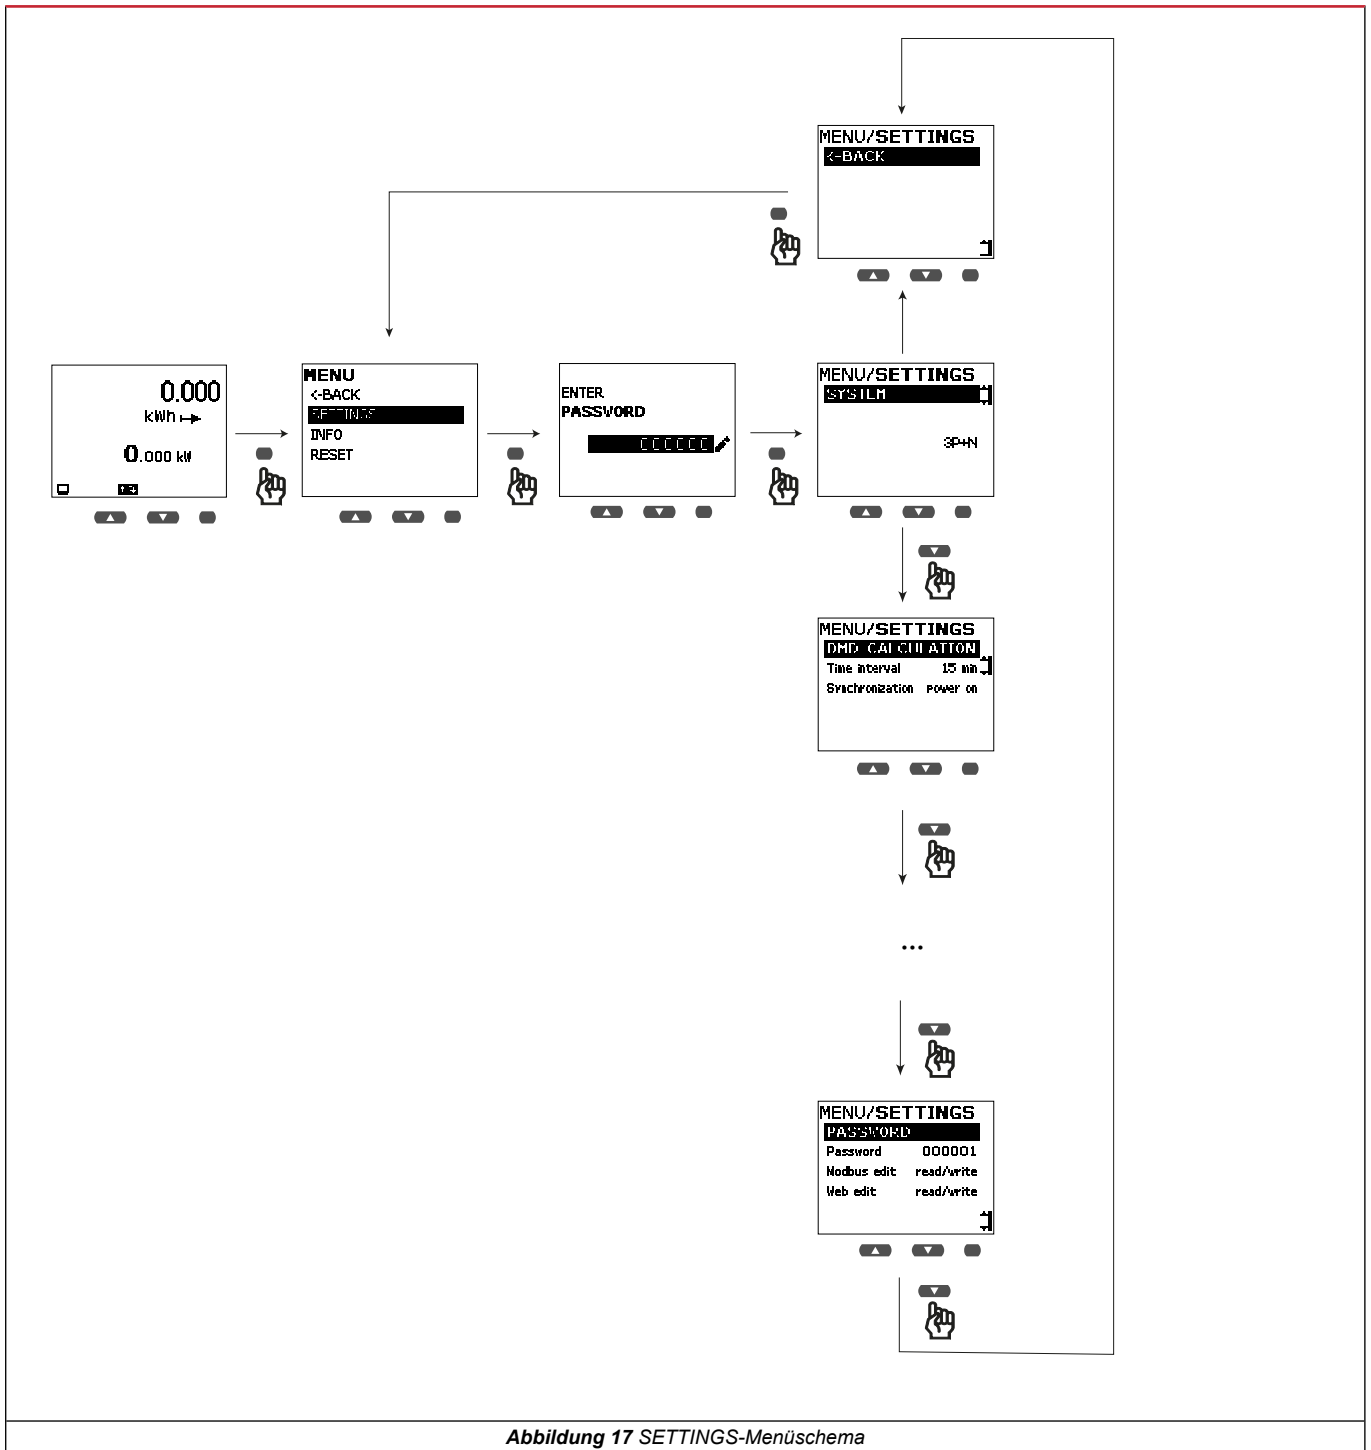 MENU/SETTINGS
<-BACK
0.000
kWh
0.000 kW
MENU
<-BACK
SETTINGS
INFO
RESET
ENTER
PASSWORD
MENU/SETTINGS
SYSTEM
3P+N
MENU/SETTINGS
DMD CALCULATION
Time interval 15 min
Synchronization power on
...
MENU/SETTINGS
PASSWORD
Password 000001
Modbus edit read/write
Web edit read/write
Abbildung 17 SETTINGS-Menüschema